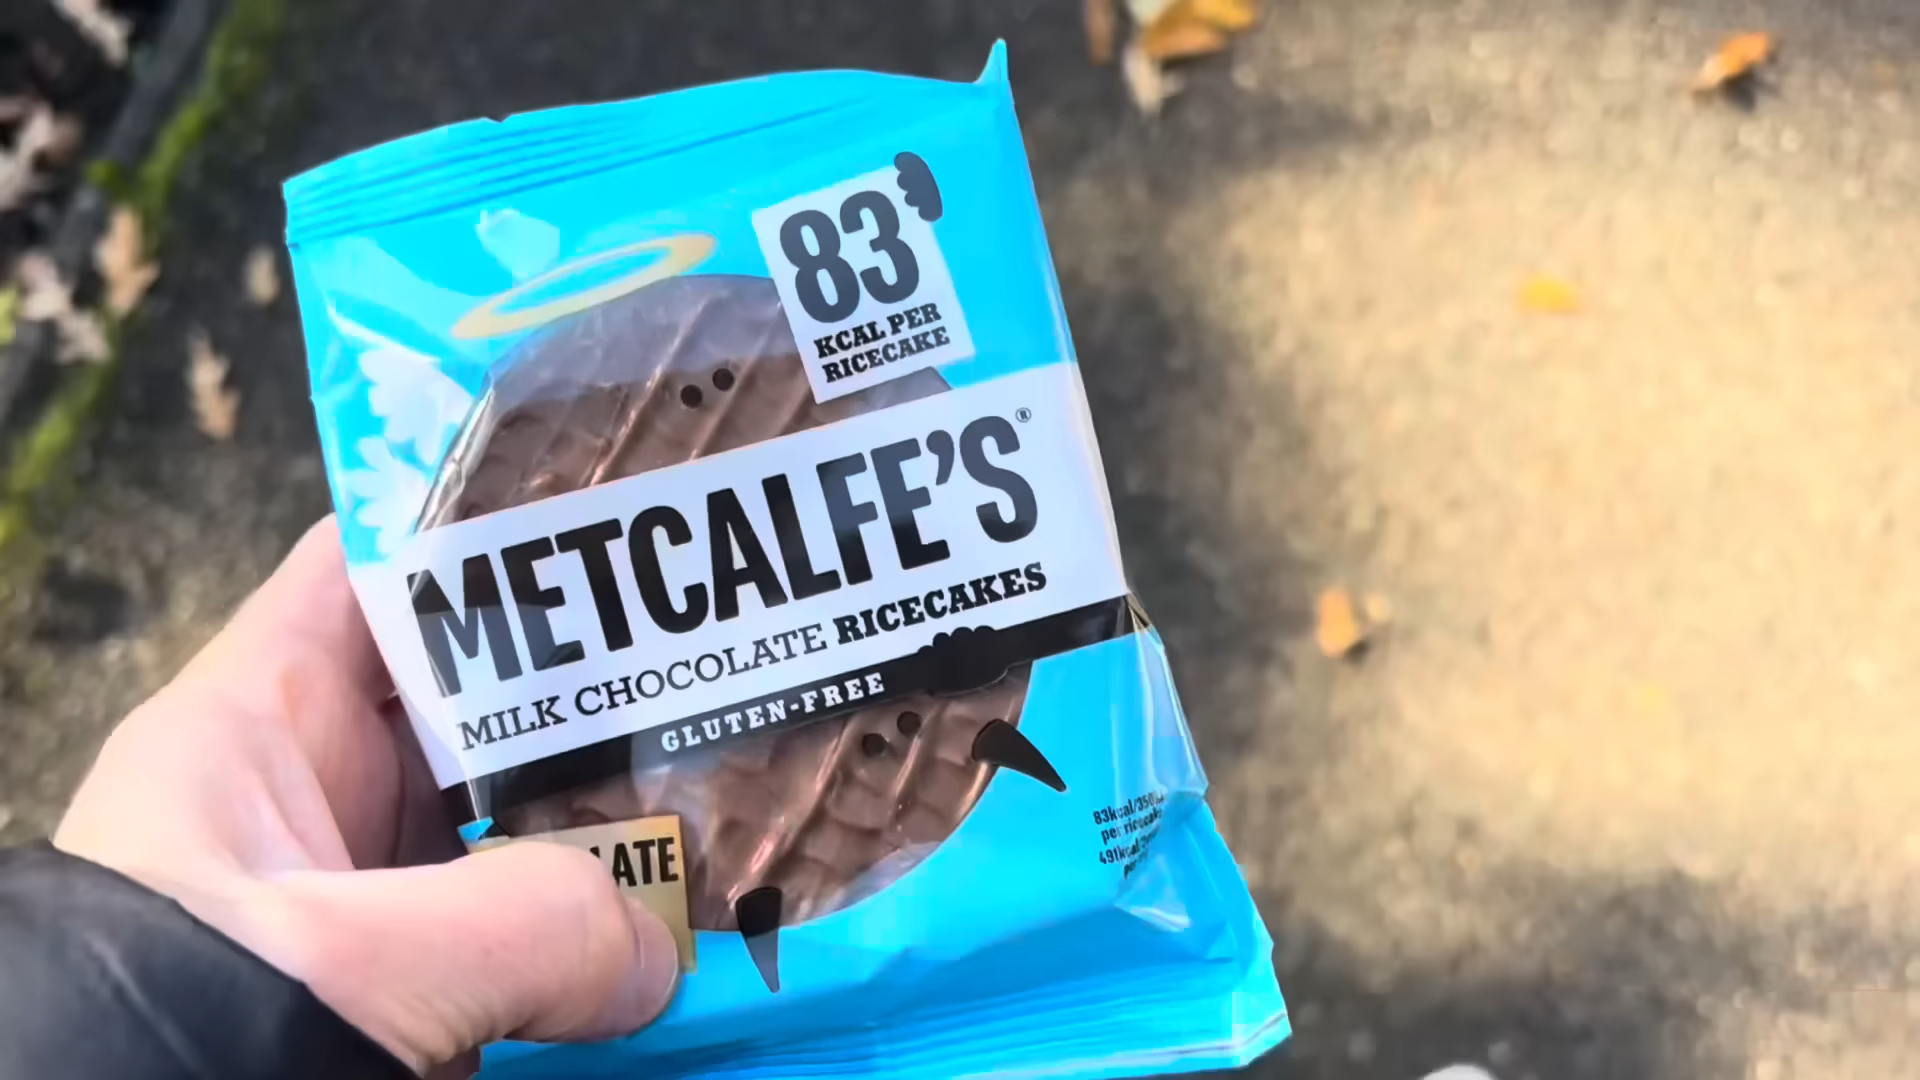 83
KCAL PER
RICECAKE
METCALFE'S®
MILK CHOCOLATE RICECAKES
GLUTEN-FREE
LATE
83kcal/350
per ricecake
491kcal